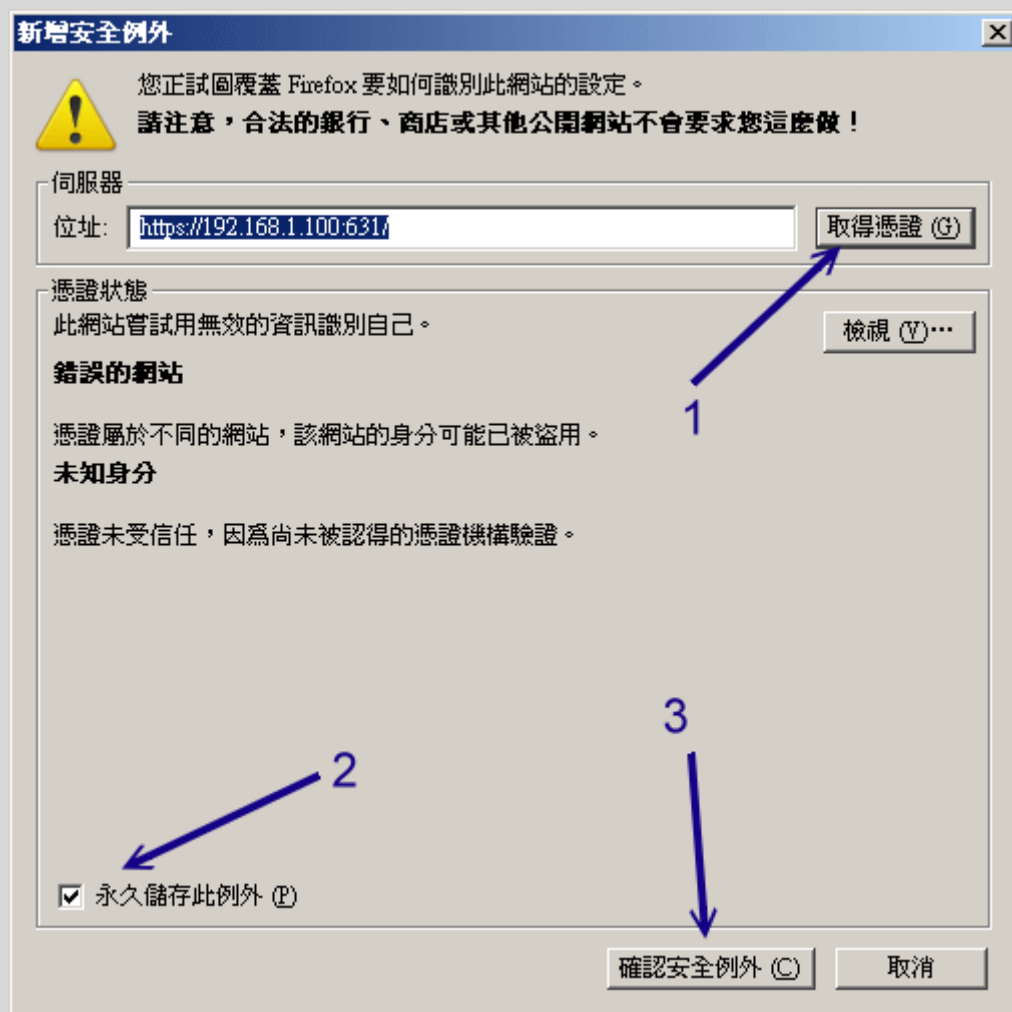 新增安全例外
您正試圖覆蓋 Firefox 要如何識別此網站的設定。
請注意，合法的銀行、商店或其他公開網站不會要求您這麼做！
伺服器
位址: https://192.168.1.100:631/ 取得憑證 (G)
憑證狀態
此網站嘗試用無效的資訊識別自己。
檢視 (V)…
錯誤的網站
1
憑證屬於不同的網站，該網站的身分可能已被盜用。
未知身分
憑證未受信任，因為尚未被認得的憑證機構驗證。
3
2
永久儲存此例外 (P)
確認安全例外 (C) 取消